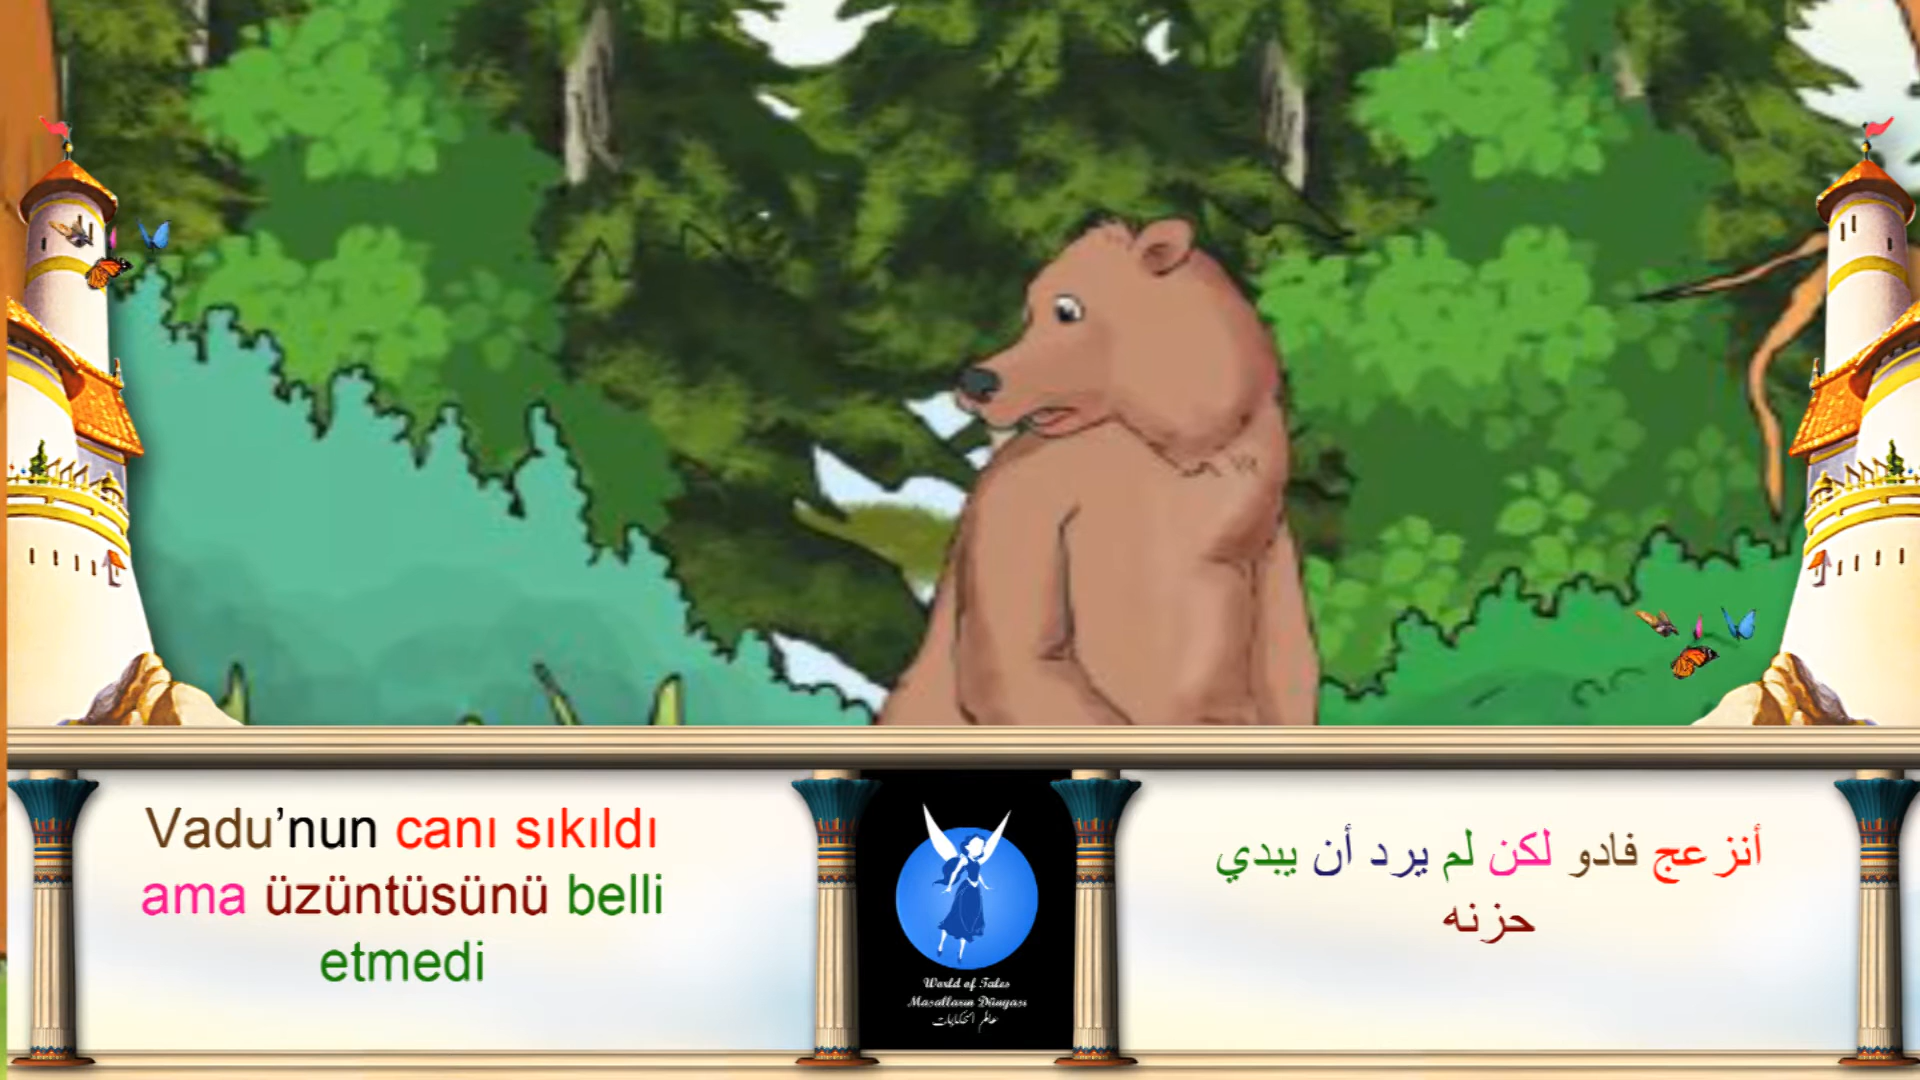 Vadu'nun canı sıkıldı
ama üzüntüsünü belli
etmedi
World of Tales
Masalların Dünyası
عالم الحكايات
أنزعج فادو لكن لم يرد أن يبدي
حزنه